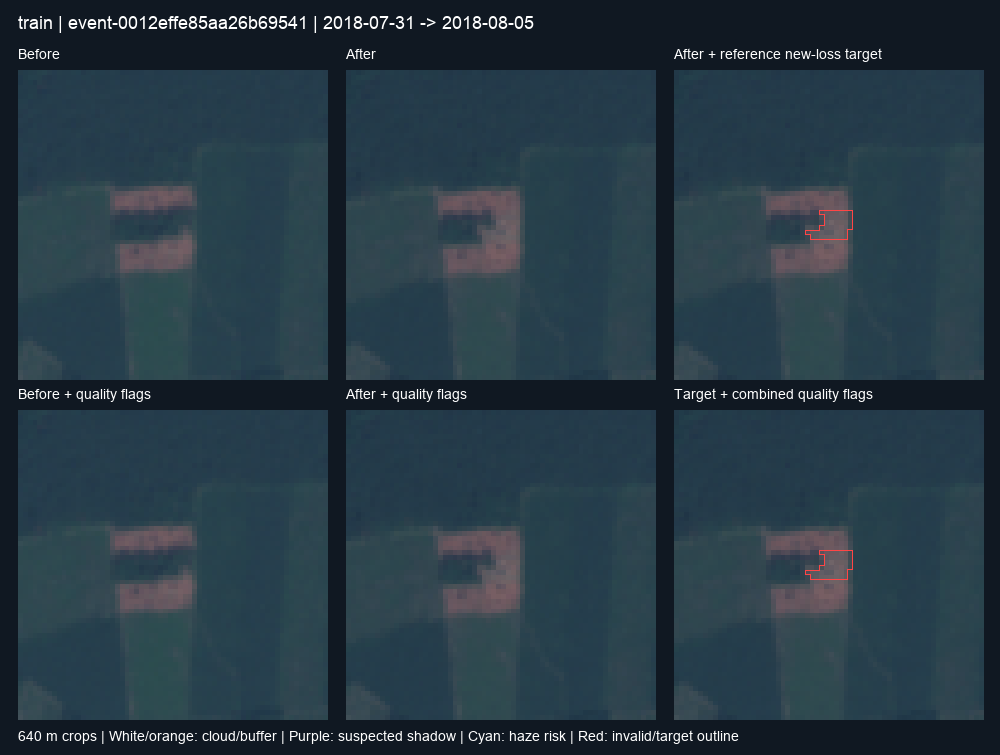 train | event-0012effe85aa26b69541 | 2018-07-31 -> 2018-08-05
Before
After
After + reference new-loss target
Before + quality flags
After + quality flags
Target + combined quality flags
640 m crops | White/orange: cloud/buffer | Purple: suspected shadow | Cyan: haze risk | Red: invalid/target outline